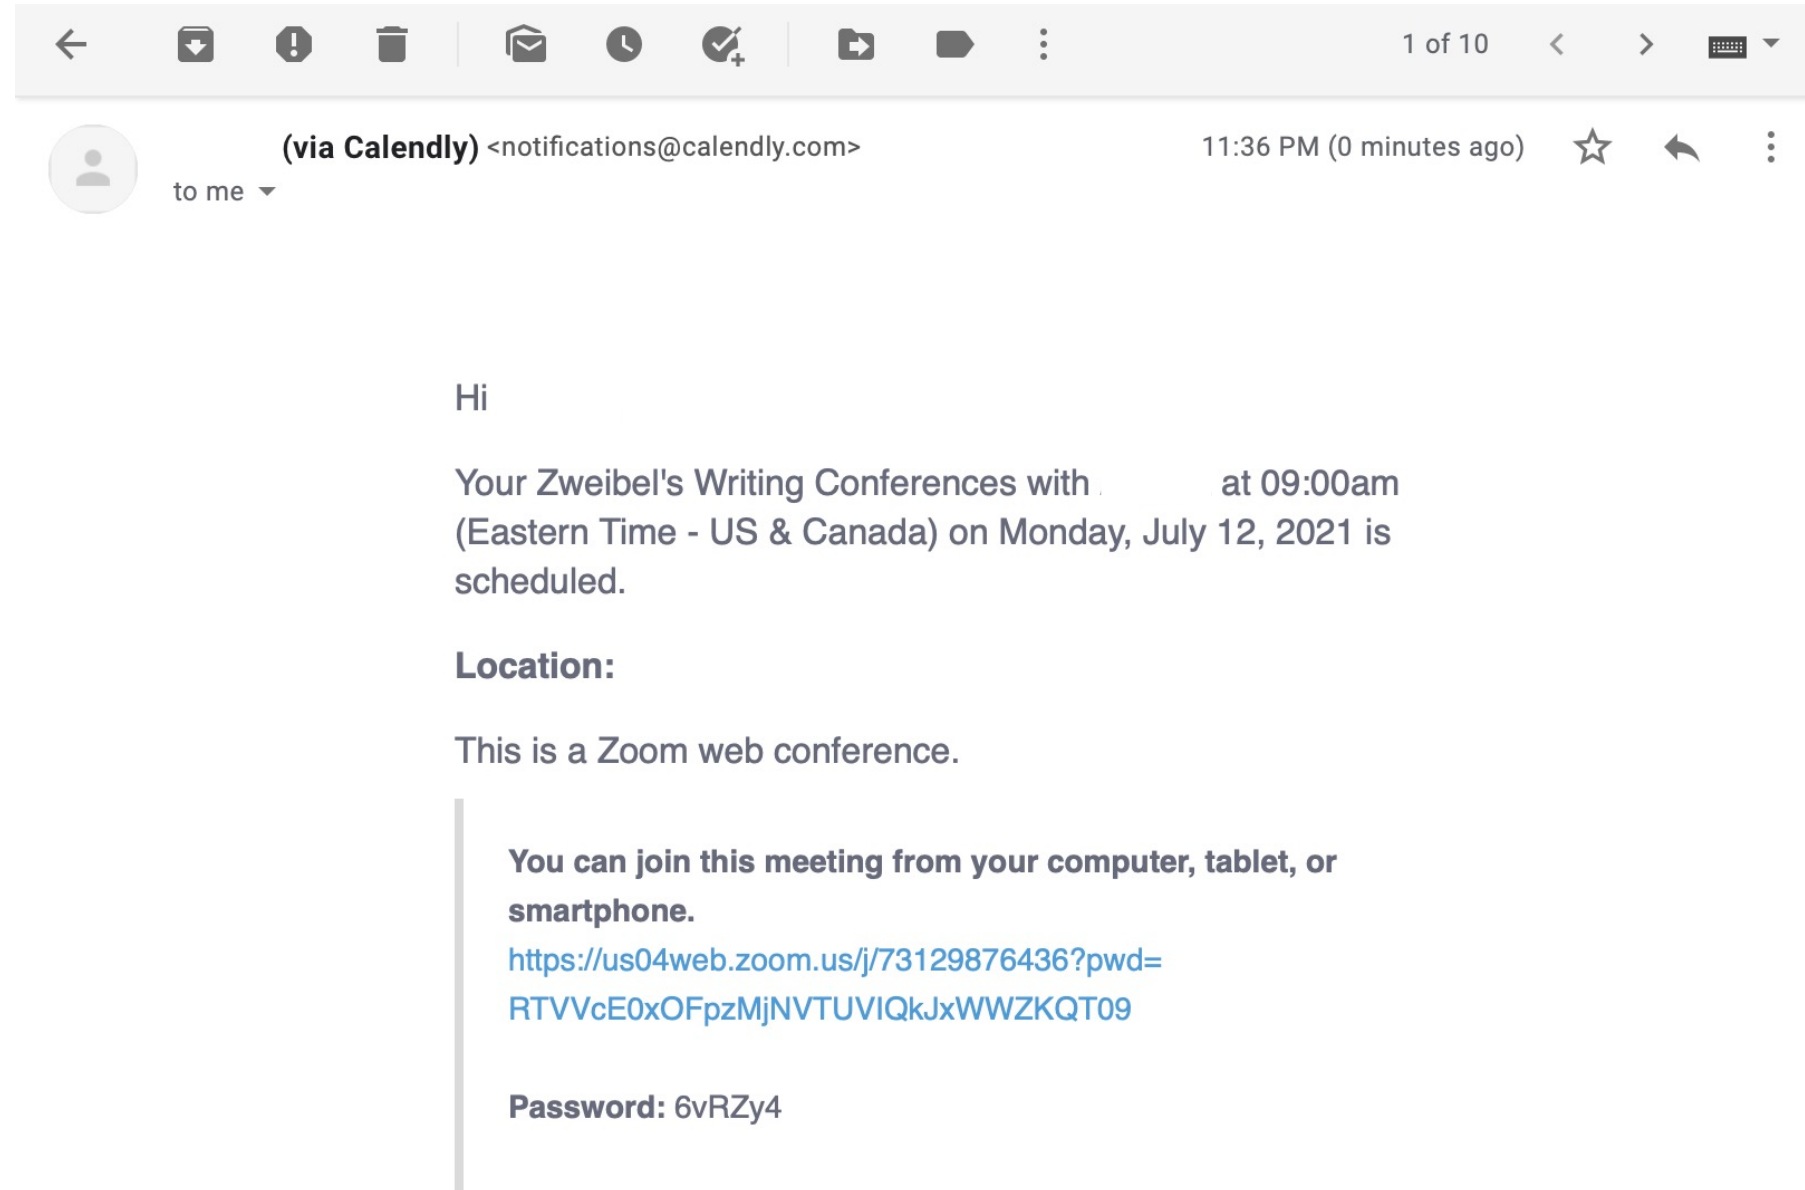 1 of 10
(via Calendly) <notifications@calendly.com>
11:36 PM (0 minutes ago)
to me
Hi
Your Zweibel's Writing Conferences with at 09:00am
(Eastern Time - US & Canada) on Monday, July 12, 2021 is
scheduled.
Location:
This is a Zoom web conference.
You can join this meeting from your computer, tablet, or
smartphone.
https://us04web.zoom.us/j/73129876436?pwd=
RTVVcE0xOFpzMjNVTUVIQkJxWWZKQT09
Password: 6vRZy4